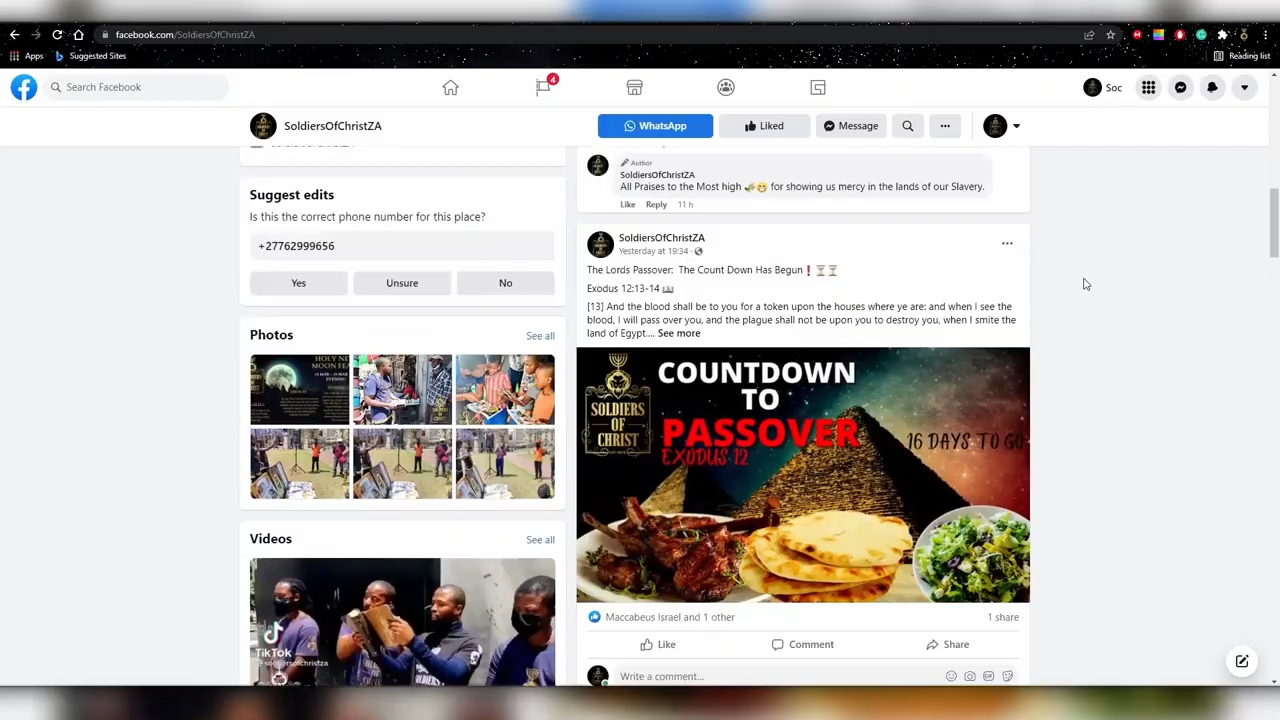 facebook.com/SoldiersOfChristZA
Apps
Suggested Sites
Reading list
Search Facebook
4
Soc
SoldiersOfChristZA
WhatsApp
Liked
Message
Suggest edits
Is this the correct phone number for this place?
+27762999656
Yes
Unsure
No
Photos
See all
HOLY NE
MOON FEA
Videos
See all
TikTok
@soldiersofchristza
Author
SoldiersOfChristZA
All Praises to the Most high 🌿😁 for showing us mercy in the lands of our Slavery.
Like Reply 11 h
SoldiersOfChristZA
Yesterday at 19:34 ·
The Lords Passover: The Count Down Has Begun❗⏳⏳
Exodus 12:13-14 📖
[13] And the blood shall be to you for a token upon the houses where ye are: and when I see the
blood, I will pass over you, and the plague shall not be upon you to destroy you, when I smite the
land of Egypt.... See more
SOLDIERS
OF
CHRIST
COUNTDOWN
TO
PASSOVER
EXODUS 12
16 DAYS TO GO
Maccabeus Israel and 1 other
1 share
Like
Comment
Share
Write a comment...
GIF